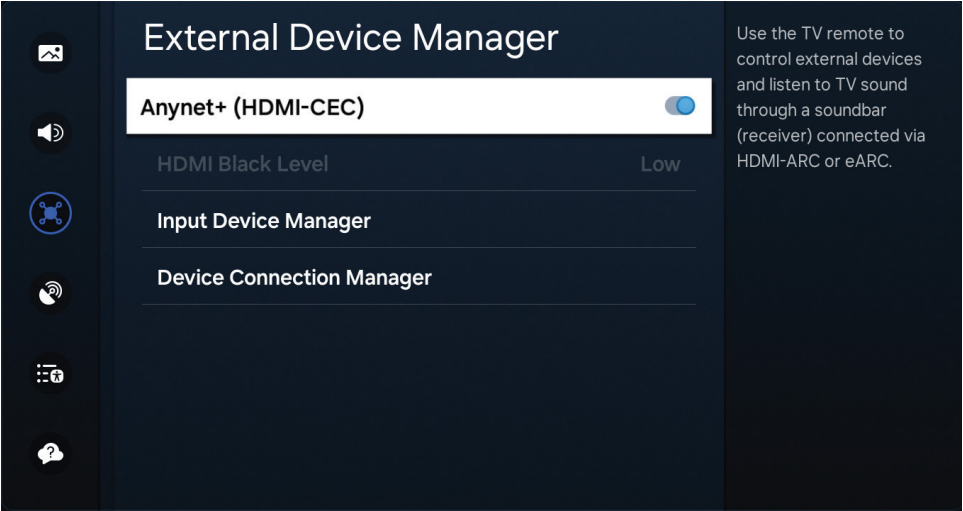 External Device Manager
Anynet+ (HDMI-CEC)
HDMI Black Level Low
Input Device Manager
Device Connection Manager
Use the TV remote to
control external devices
and listen to TV sound
through a soundbar
(receiver) connected via
HDMI-ARC or eARC.